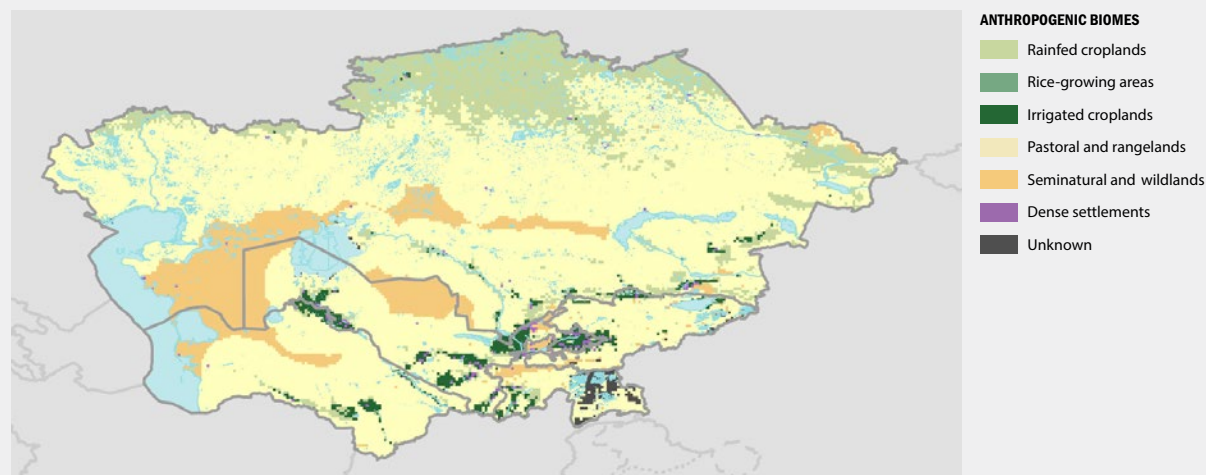 ANTHROPOGENIC BIOMES
Rainfed croplands
Rice-growing areas
Irrigated croplands
Pastoral and rangelands
Seminatural and wildlands
Dense settlements
Unknown